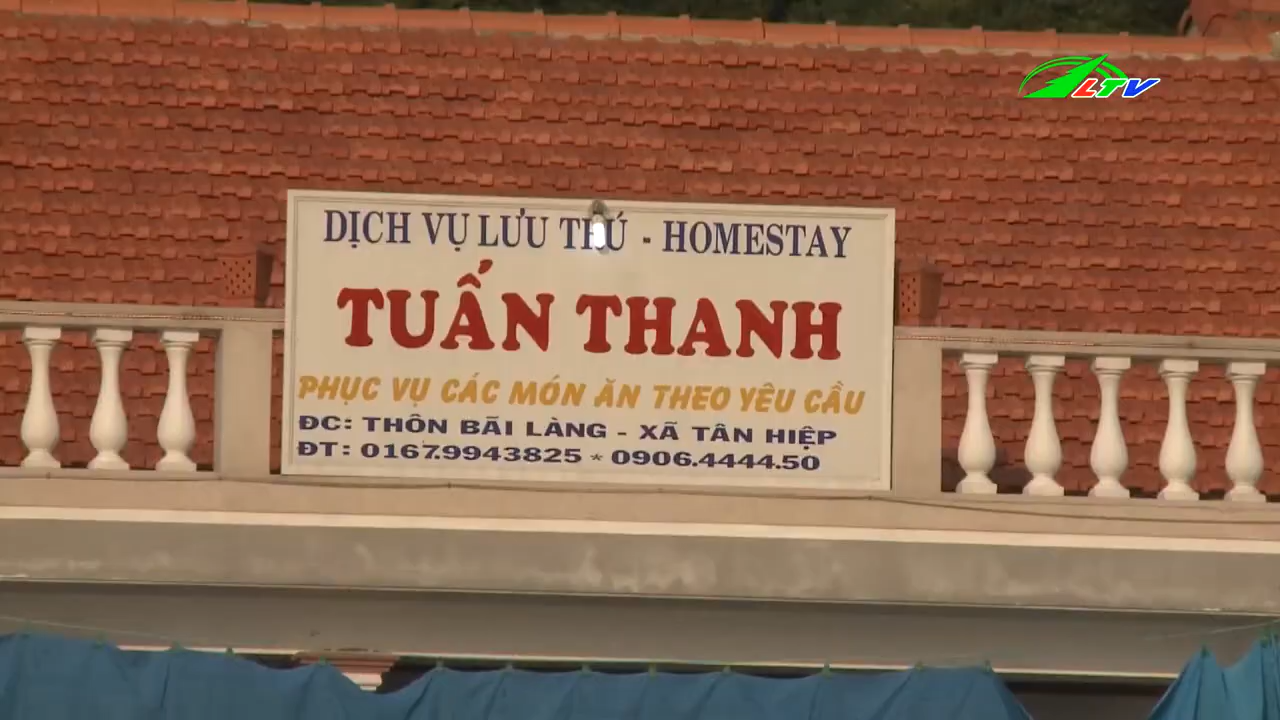 LTV
DỊCH VỤ LƯU TRÚ - HOMESTAY
TUẤN THANH
PHỤC VỤ CÁC MÓN ĂN THEO YÊU CẦU
ĐC: THÔN BÃI LÀNG - XÃ TÂN HIỆP
ĐT: 0167.9943825 * 0906.4444.50